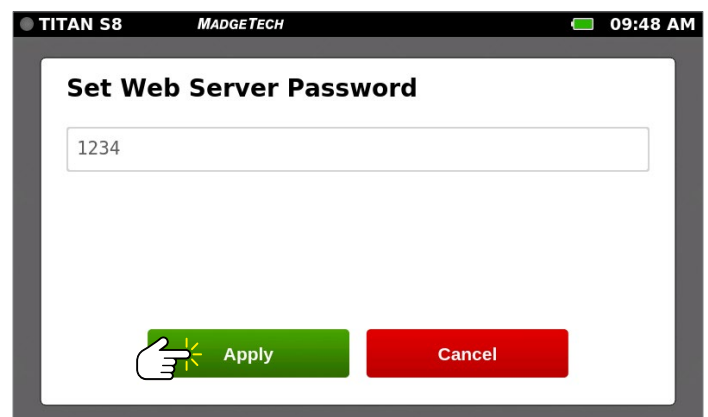 TITAN S8 MADGETECH 09:48 AM
Set Web Server Password
1234
Apply Cancel